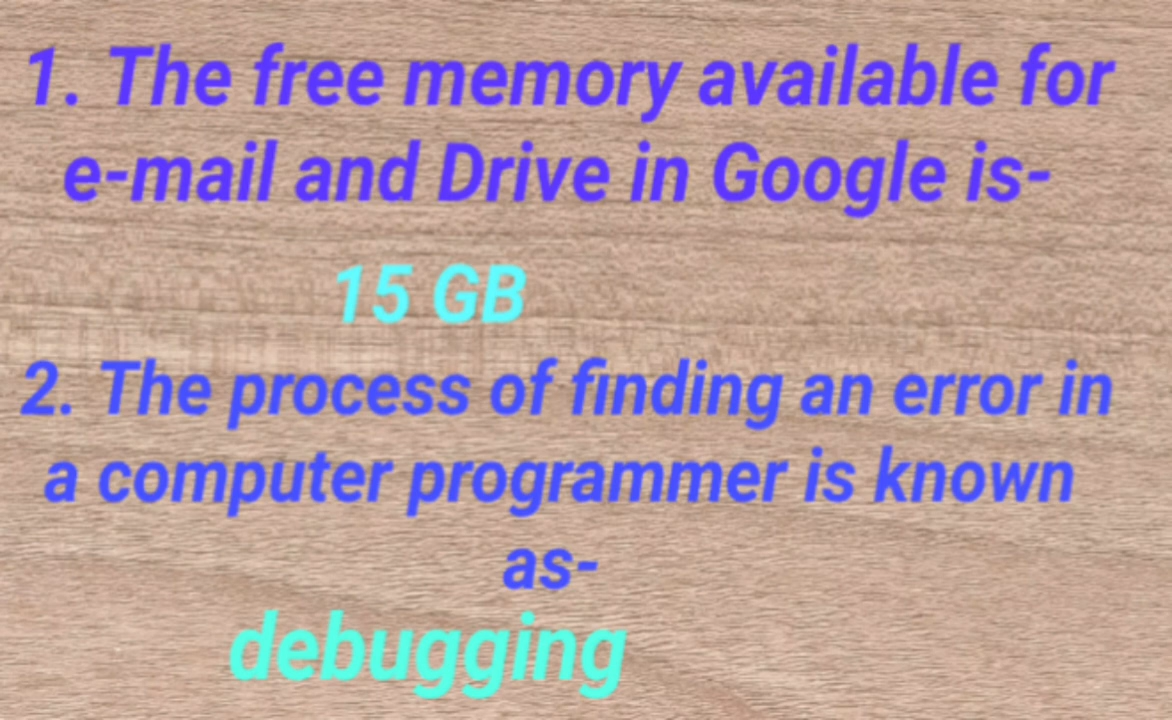 1. The free memory available for
e-mail and Drive in Google is-
15 GB
2. The process of finding an error in
a computer programmer is known
as-
debugging